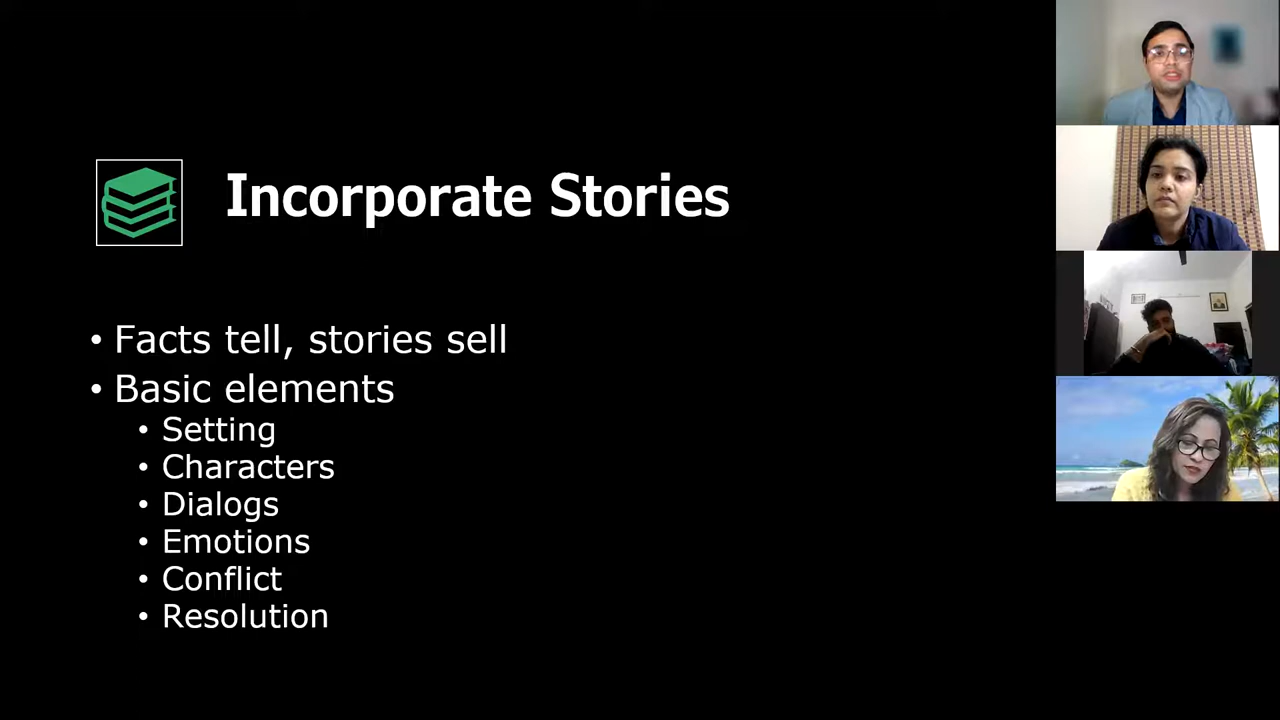 Incorporate Stories
• Facts tell, stories sell
• Basic elements
• Setting
• Characters
• Dialogs
• Emotions
• Conflict
• Resolution